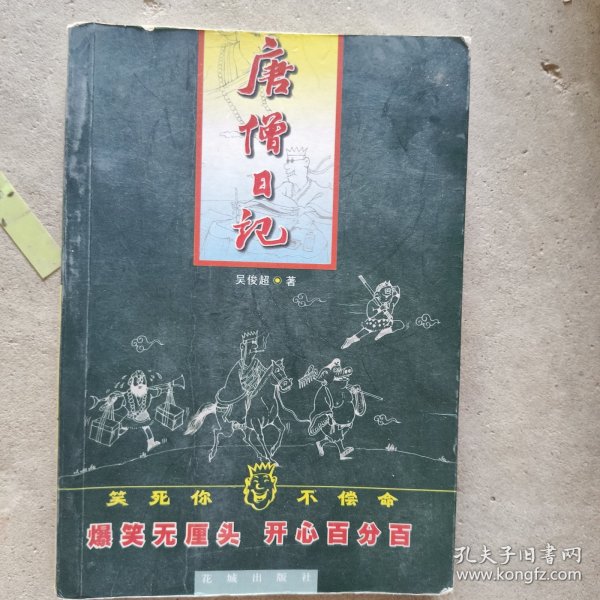 唐僧日记
吴俊超 著
笑死你 不偿命
爆笑无厘头 开心百分百
花城出版社
孔夫子旧书网
www.kongfz.com